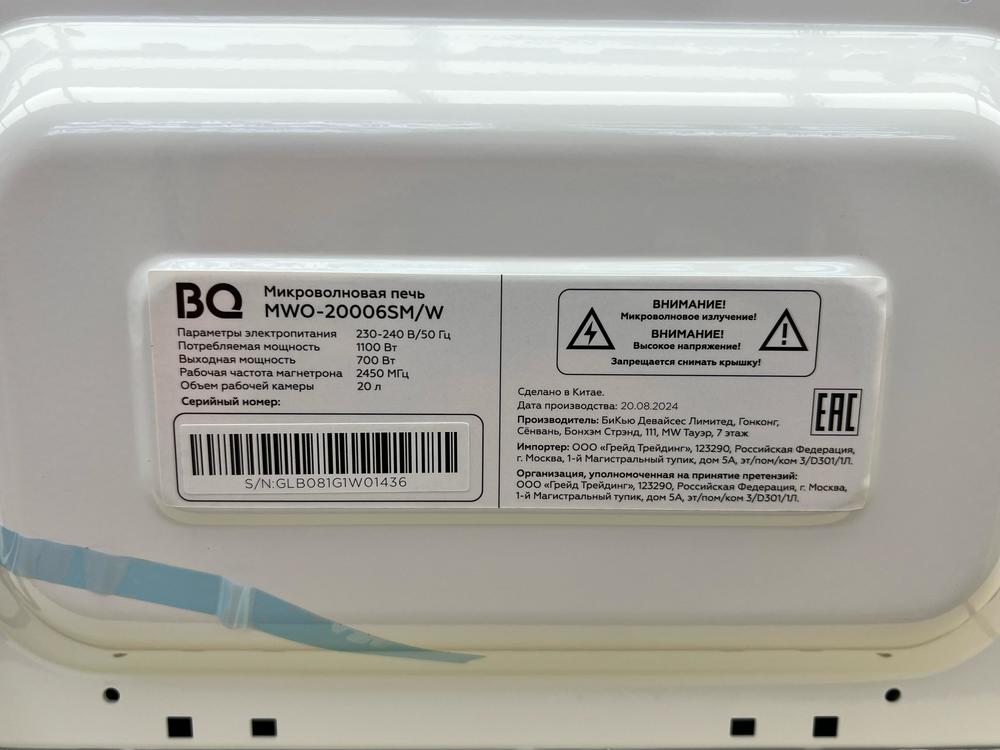 BQ
Микроволновая печь
MWO-20006SM/W
Параметры электропитания 230-240 В/50 Гц
Потребляемая мощность 1100 Вт
Выходная мощность 700 Вт
Рабочая частота магнетрона 2450 МГц
Объем рабочей камеры 20 л
Серийный номер:
S/N:GLB081G1W01436
ВНИМАНИЕ!
Микроволновое излучение!
ВНИМАНИЕ!
Высокое напряжение!
Запрещается снимать крышку!
Сделано в Китае.
Дата производства: 20.08.2024
Производитель: БиКью Девайсес Лимитед, Гонконг,
Сёнвань, Бонхэм Стрэнд, 111, MW Тауэр, 7 этаж
EAC
Импортер: ООО «Грейд Трейдинг», 123290, Российская Федерация,
г. Москва, 1-й Магистральный тупик, дом 5А, эт/пом/ком 3/D301/1Л.
Организация, уполномоченная на принятие претензий:
ООО «Грейд Трейдинг», 123290, Российская Федерация, г. Москва,
1-й Магистральный тупик, дом 5А, эт/пом/ком 3/D301/1Л.